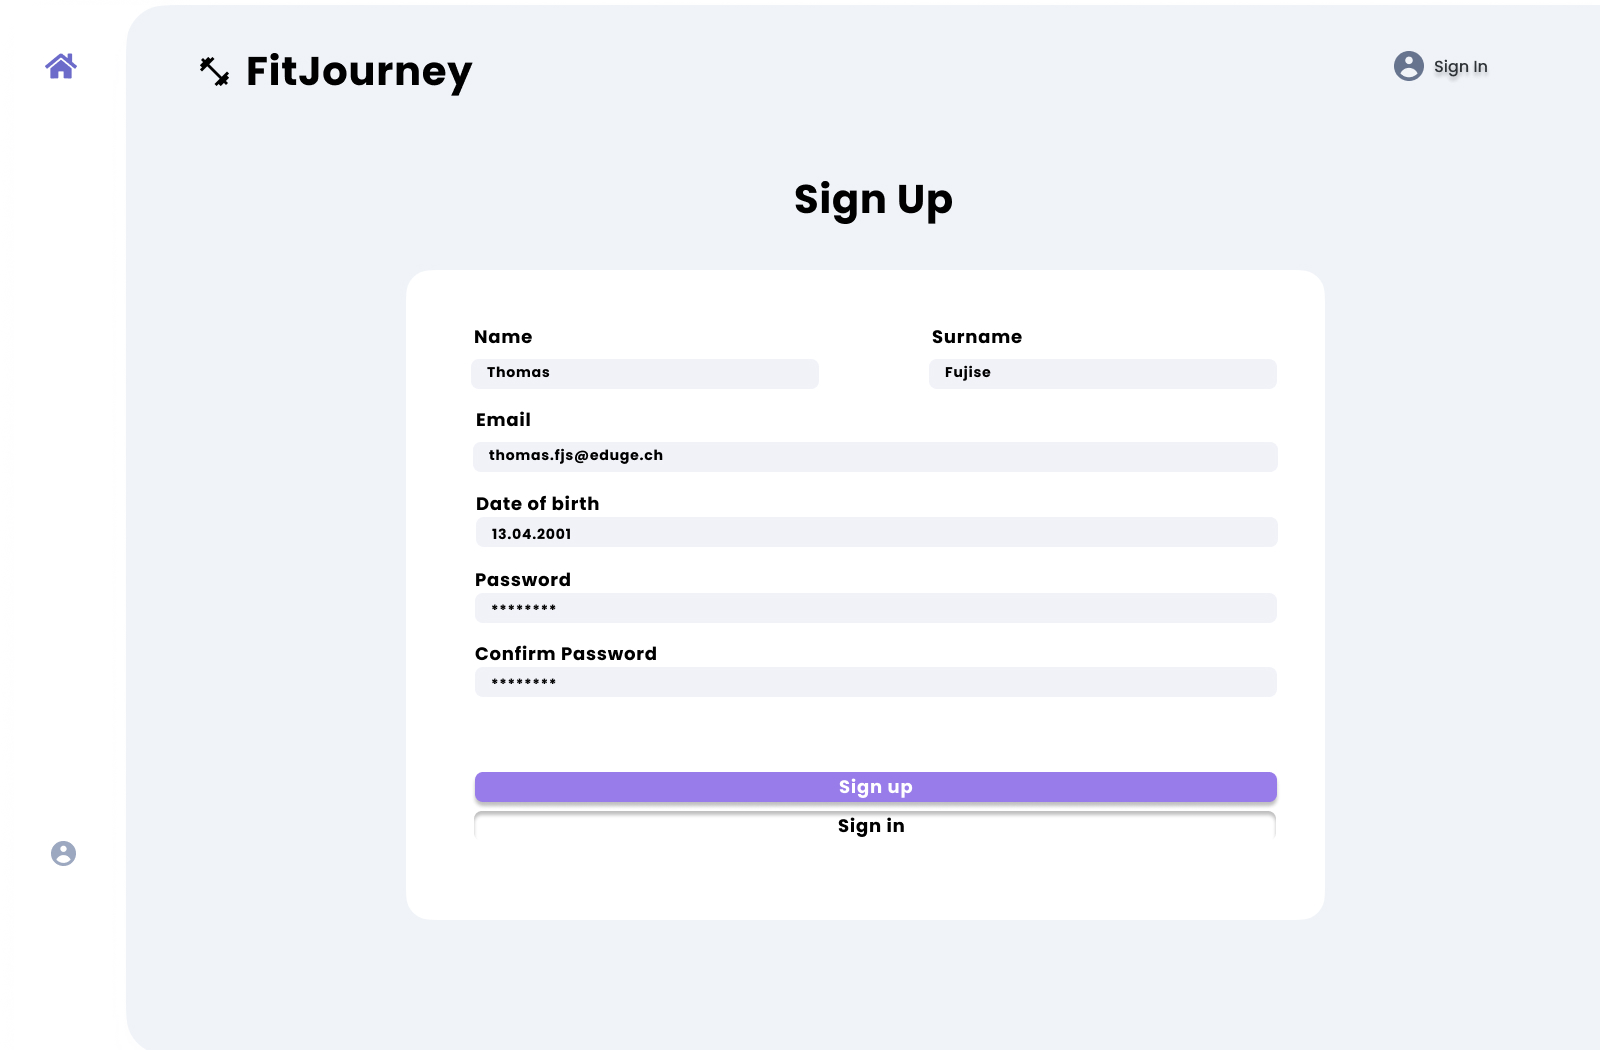 FitJourney
Sign In
Sign Up
Name
Surname
Thomas
Fujise
Email
thomas.fjs@eduge.ch
Date of birth
13.04.2001
Password
********
Confirm Password
********
Sign up
Sign in